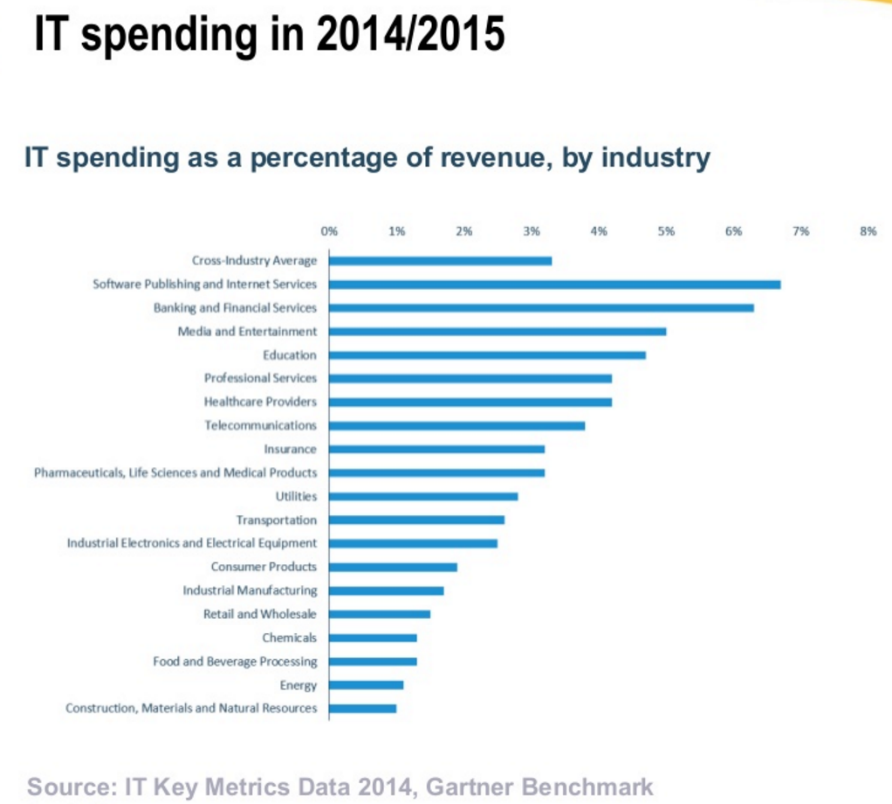 IT spending in 2014/2015
IT spending as a percentage of revenue, by industry
0% 1% 2% 3% 4% 5% 6% 7% 8%
Cross-Industry Average
Software Publishing and Internet Services
Banking and Financial Services
Media and Entertainment
Education
Professional Services
Healthcare Providers
Telecommunications
Insurance
Pharmaceuticals, Life Sciences and Medical Products
Utilities
Transportation
Industrial Electronics and Electrical Equipment
Consumer Products
Industrial Manufacturing
Retail and Wholesale
Chemicals
Food and Beverage Processing
Energy
Construction, Materials and Natural Resources
Source: IT Key Metrics Data 2014, Gartner Benchmark